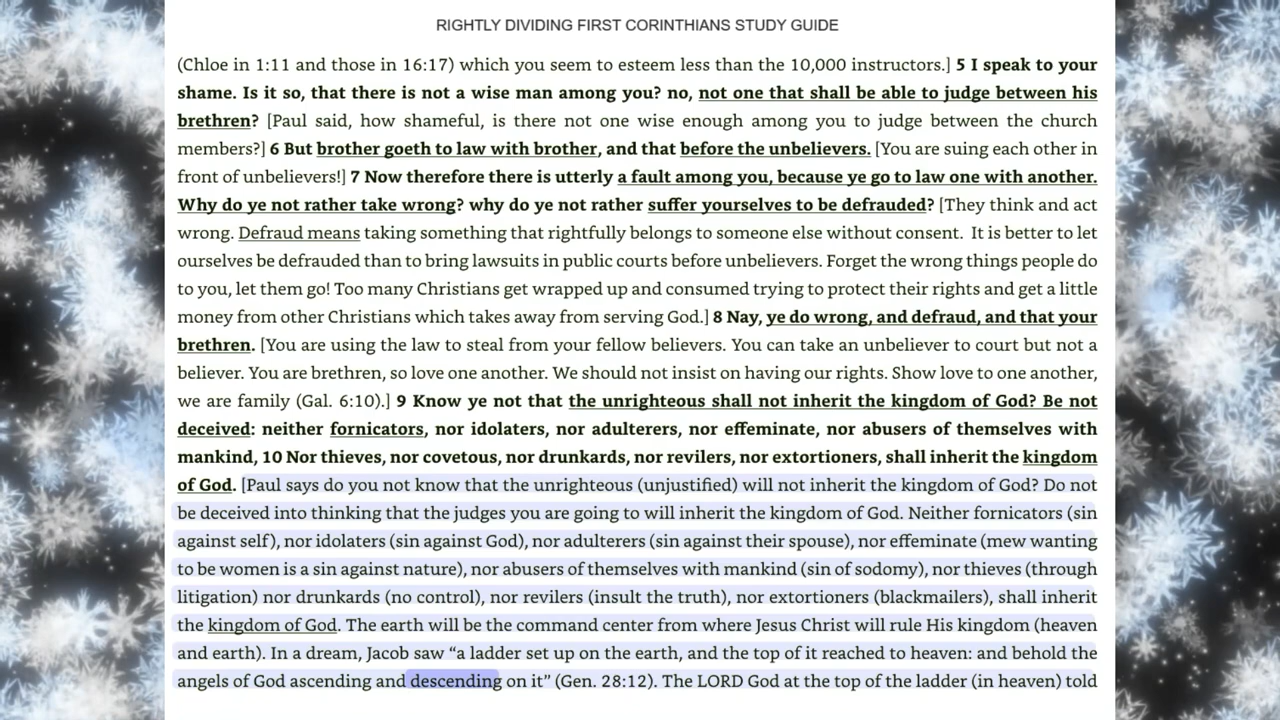 RIGHTLY DIVIDING FIRST CORINTHIANS STUDY GUIDE
(Chloe in 1:11 and those in 16:17) which you seem to esteem less than the 10,000 instructors.] 5 I speak to your
shame. Is it so, that there is not a wise man among you? no, not one that shall be able to judge between his
brethren? [Paul said, how shameful, is there not one wise enough among you to judge between the church
members?] 6 But brother goeth to law with brother, and that before the unbelievers. [You are suing each other in
front of unbelievers!] 7 Now therefore there is utterly a fault among you, because ye go to law one with another.
Why do ye not rather take wrong? why do ye not rather suffer yourselves to be defrauded? [They think and act
wrong. Defraud means taking something that rightfully belongs to someone else without consent. It is better to let
ourselves be defrauded than to bring lawsuits in public courts before unbelievers. Forget the wrong things people do
to you, let them go! Too many Christians get wrapped up and consumed trying to protect their rights and get a little
money from other Christians which takes away from serving God.] 8 Nay, ye do wrong, and defraud, and that your
brethren. [You are using the law to steal from your fellow believers. You can take an unbeliever to court but not a
believer. You are brethren, so love one another. We should not insist on having our rights. Show love to one another,
we are family (Gal. 6:10).] 9 Know ye not that the unrighteous shall not inherit the kingdom of God? Be not
deceived: neither fornicators, nor idolaters, nor adulterers, nor effeminate, nor abusers of themselves with
mankind, 10 Nor thieves, nor covetous, nor drunkards, nor revilers, nor extortioners, shall inherit the kingdom
of God. [Paul says do you not know that the unrighteous (unjustified) will not inherit the kingdom of God? Do not
be deceived into thinking that the judges you are going to will inherit the kingdom of God. Neither fornicators (sin
against self), nor idolaters (sin against God), nor adulterers (sin against their spouse), nor effeminate (mew wanting
to be women is a sin against nature), nor abusers of themselves with mankind (sin of sodomy), nor thieves (through
litigation) nor drunkards (no control), nor revilers (insult the truth), nor extortioners (blackmailers), shall inherit
the kingdom of God. The earth will be the command center from where Jesus Christ will rule His kingdom (heaven
and earth). In a dream, Jacob saw “a ladder set up on the earth, and the top of it reached to heaven: and behold the
angels of God ascending and descending on it” (Gen. 28:12). The LORD God at the top of the ladder (in heaven) told